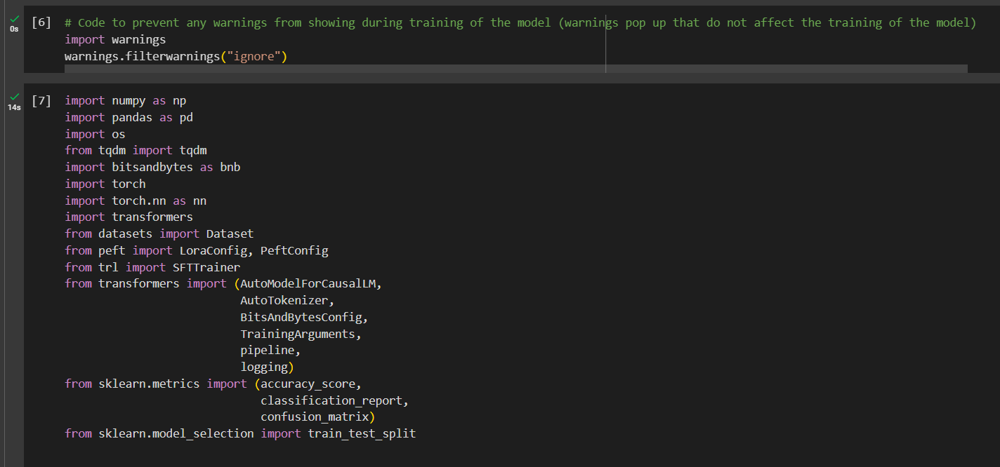 [6] # Code to prevent any warnings from showing during training of the model (warnings pop up that do not affect the training of the model)
0s
import warnings
warnings.filterwarnings("ignore")
[7] import numpy as np
14s
import pandas as pd
import os
from tqdm import tqdm
import bitsandbytes as bnb
import torch
import torch.nn as nn
import transformers
from datasets import Dataset
from peft import LoraConfig, PeftConfig
from trl import SFTTrainer
from transformers import (AutoModelForCausalLM,
AutoTokenizer,
BitsAndBytesConfig,
TrainingArguments,
pipeline,
logging)
from sklearn.metrics import (accuracy_score,
classification_report,
confusion_matrix)
from sklearn.model_selection import train_test_split